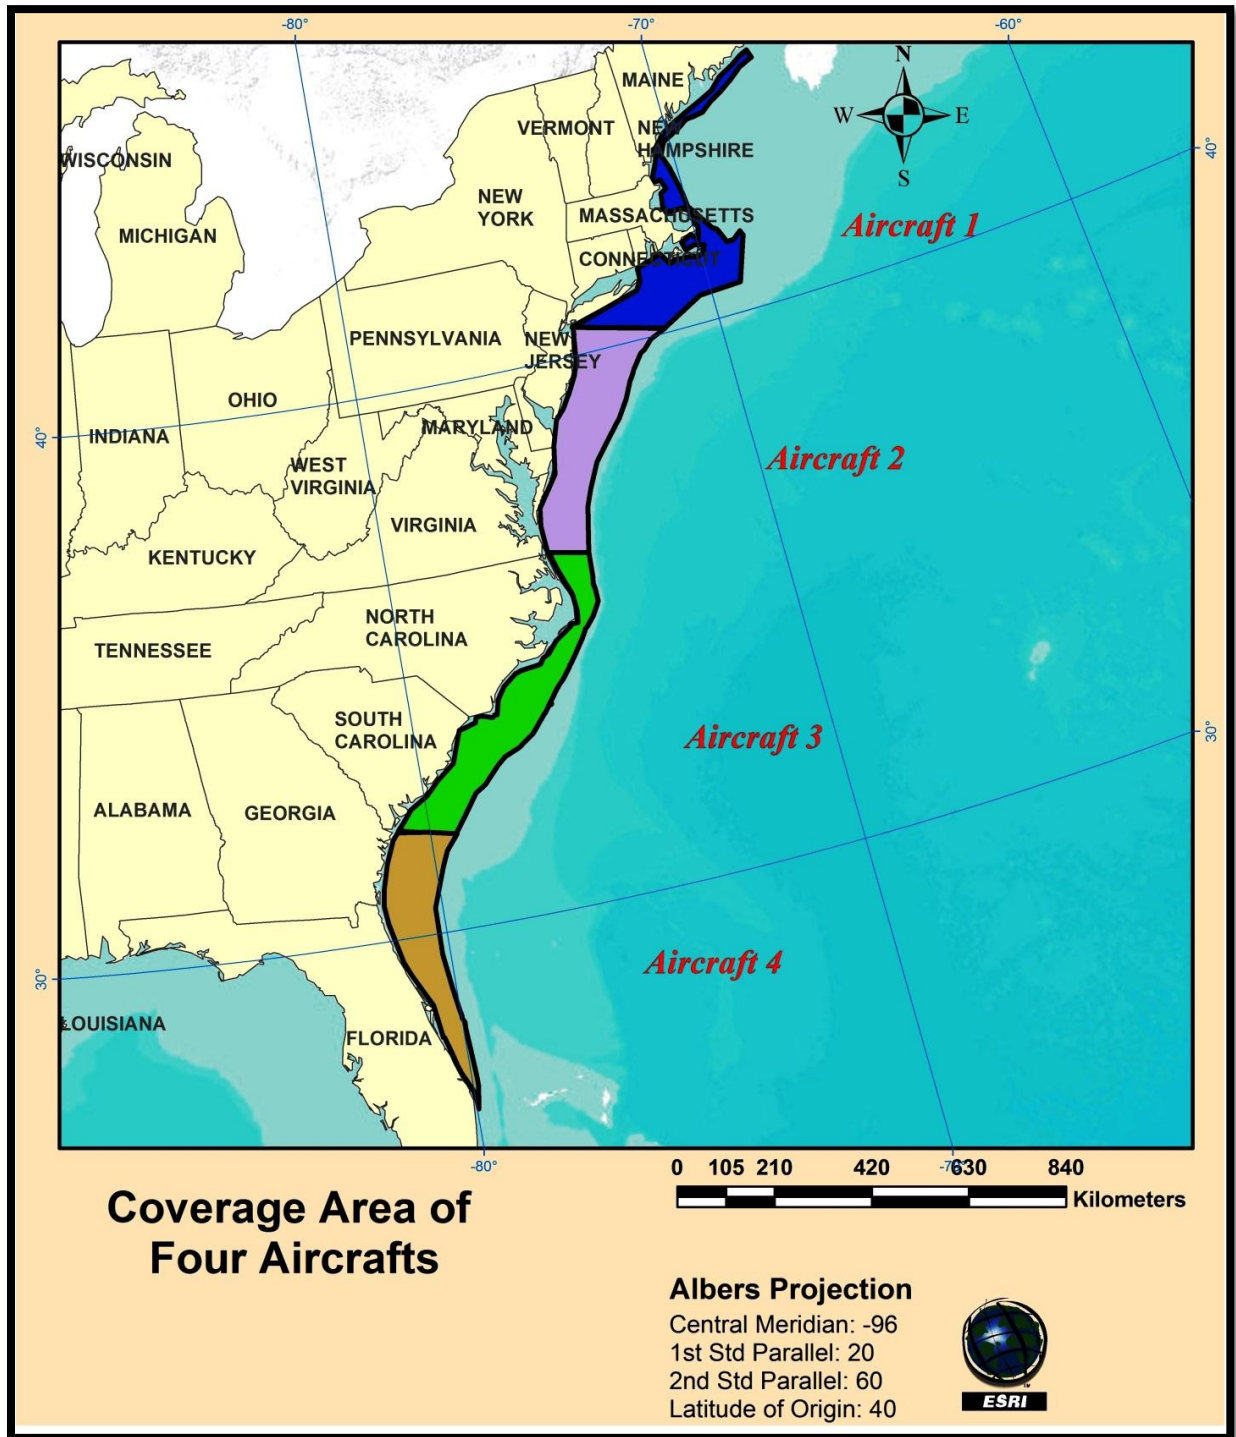 -80°
-70°
-60°
N
W
E
S
MAINE
VERMONT
NEW
HAMPSHIRE
40°
WISCONSIN
NEW
YORK
MASSACHUSETTS
Aircraft 1
MICHIGAN
CONNECTICUT
PENNSYLVANIA
NEW
JERSEY
OHIO
MARYLAND
40°
INDIANA
Aircraft 2
WEST
VIRGINIA
VIRGINIA
KENTUCKY
NORTH
CAROLINA
TENNESSEE
SOUTH
CAROLINA
Aircraft 3
30°
ALABAMA
GEORGIA
Aircraft 4
30°
LOUISIANA
FLORIDA
-80°
-70°
0 105 210 420 630 840
Kilometers
Coverage Area of
Four Aircrafts
Albers Projection
Central Meridian: -96
1st Std Parallel: 20
2nd Std Parallel: 60
Latitude of Origin: 40
ESRI